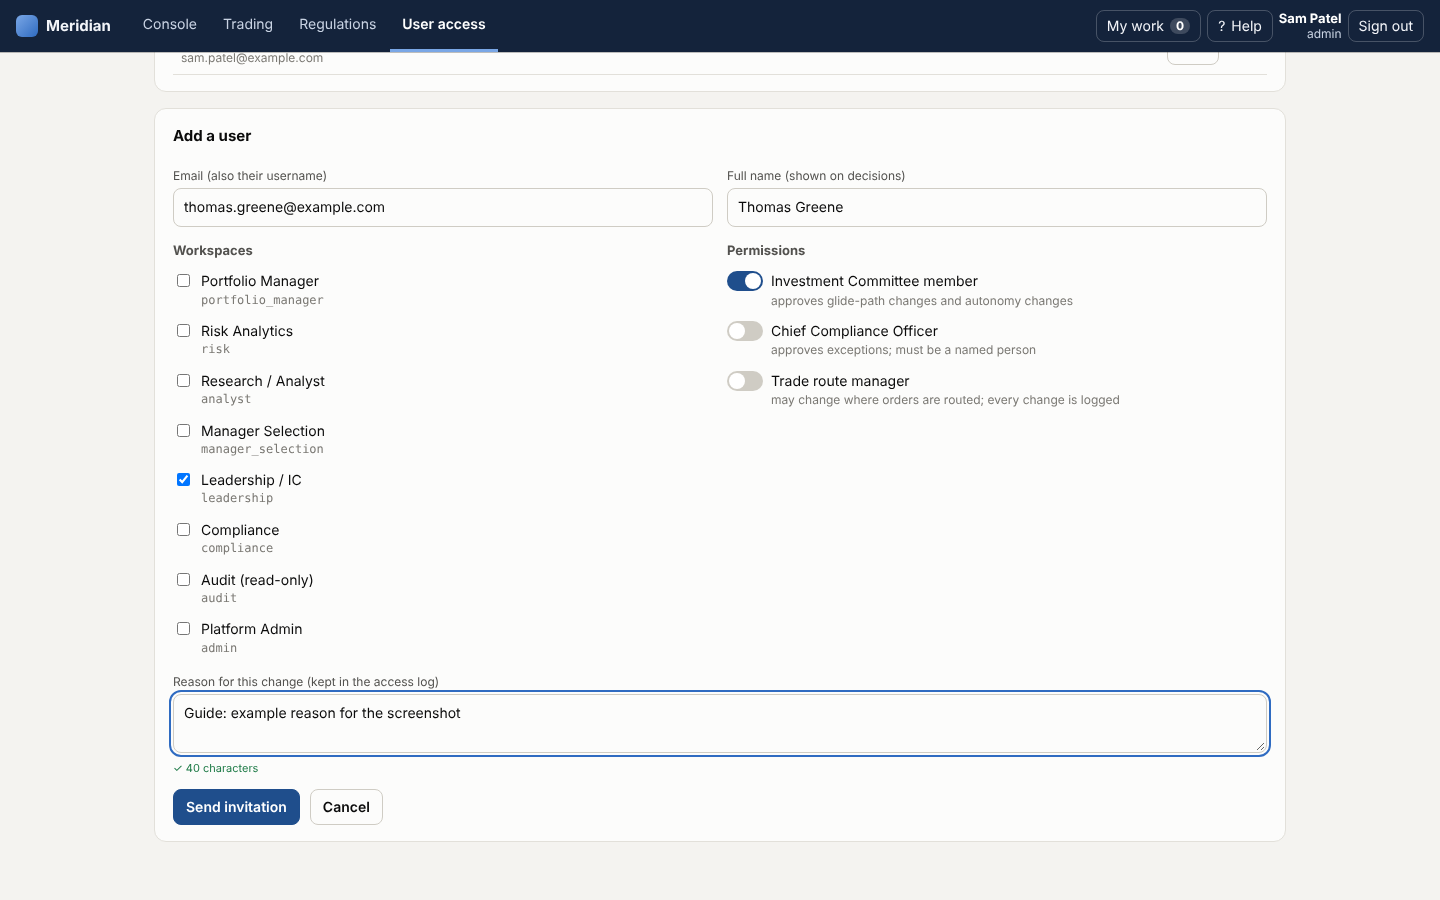 Meridian
Console
Trading
Regulations
User access
My work 0
? Help
Sam Patel
admin
Sign out
sam.patel@example.com
Add a user
Email (also their username)
thomas.greene@example.com
Full name (shown on decisions)
Thomas Greene
Workspaces
Portfolio Manager
portfolio_manager
Risk Analytics
risk
Research / Analyst
analyst
Manager Selection
manager_selection
Leadership / IC
leadership
Compliance
compliance
Audit (read-only)
audit
Platform Admin
admin
Permissions
Investment Committee member
approves glide-path changes and autonomy changes
Chief Compliance Officer
approves exceptions; must be a named person
Trade route manager
may change where orders are routed; every change is logged
Reason for this change (kept in the access log)
Guide: example reason for the screenshot
✓ 40 characters
Send invitation
Cancel